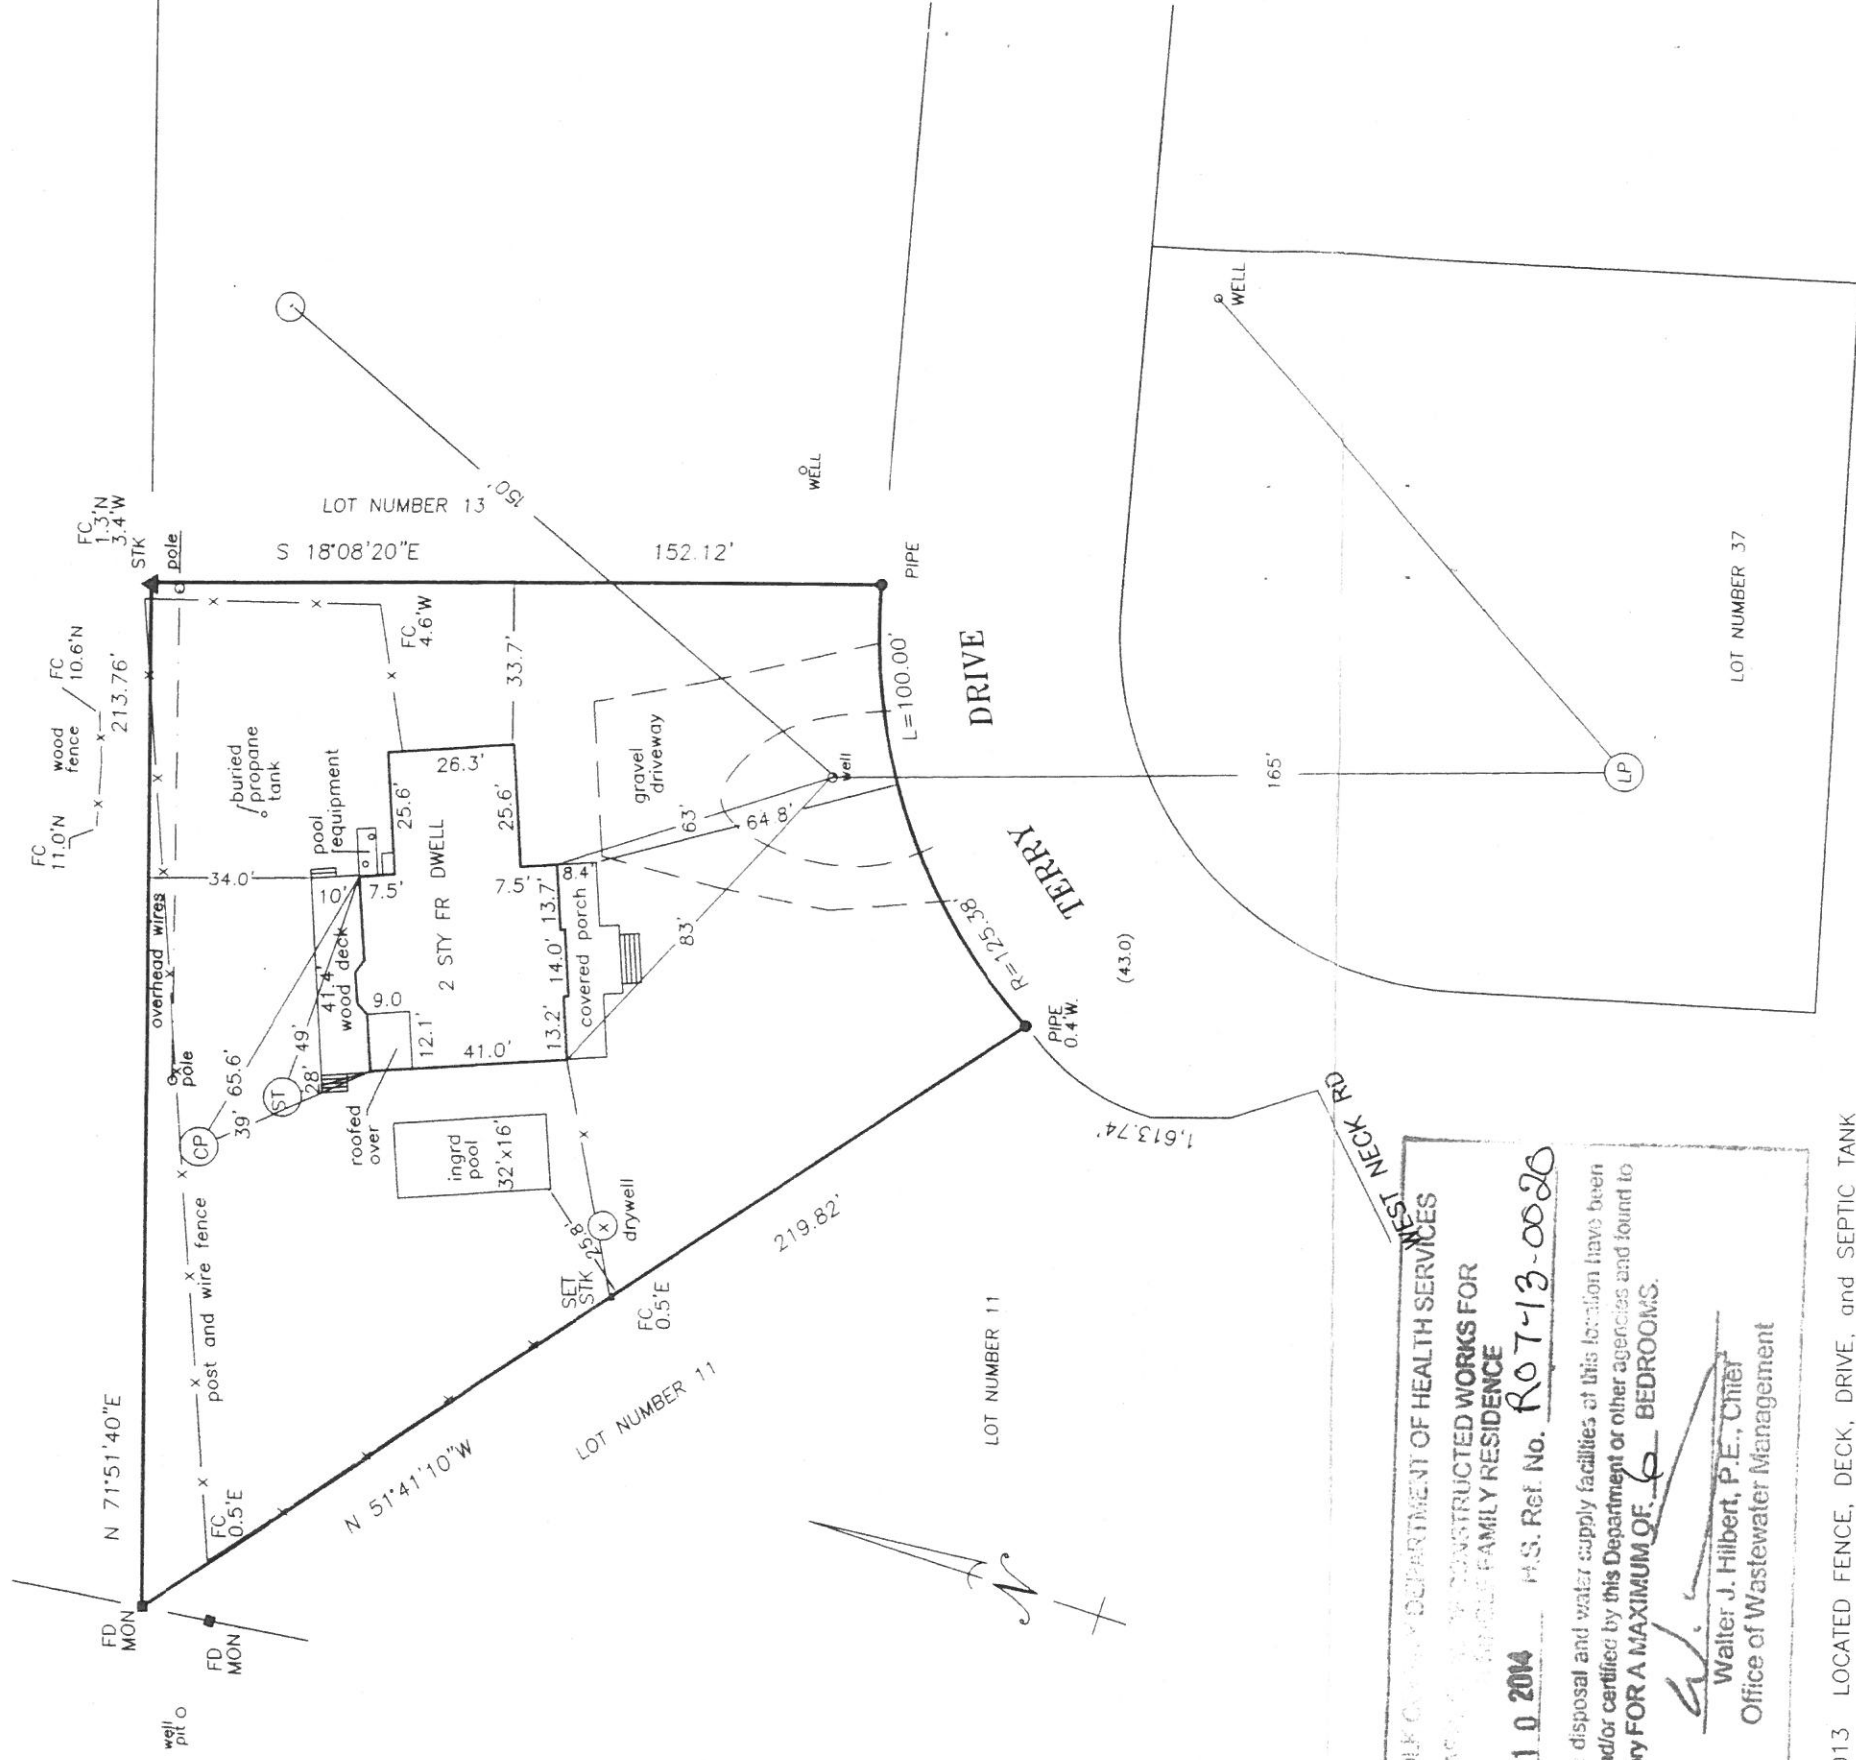 FD
MON
FD
MON
well
pit
N 71°51'40"E
213.76'
FC
11.0'N
wood
fence
FC
10.6'N
FC
1.3'N
3.4'W
STK
pole
overhead wires
pole
post and wire fence
FC
0.5'E
CP
39'
65.6'
ST
49'
28'
34.0'
buried
propane
tank
pool
equipment
10'
7.5'
25.6'
26.3'
25.6'
7.5'
41.4'
wood deck
9.0
12.1'
41.0'
2 STY FR DWELL
13.2'
14.0'
13.7'
8.4'
covered porch
roofed
over
ingrd
pool
32'x16'
25.8'
drywell
SET
STK
FC
0.5'E
FC
4.6'W
33.7'
S 18°08'20"E
152.12'
LOT NUMBER 13
150'
WELL
PIPE
gravel
driveway
63'
64.8'
83'
well
L=100.00'
R=125.38'
TERRY DRIVE
PIPE
0.4'W.
(43.0)
165'
LP
WELL
LOT NUMBER 37
N 51°41'10"W
219.82'
LOT NUMBER 11
LOT NUMBER 11
1,613.74'
WEST NECK RD
N
DEPARTMENT OF HEALTH SERVICES
CONSTRUCTED WORKS FOR
SINGLE FAMILY RESIDENCE
10 2014 H.S. Ref. No. R07-13-0020
disposal and water supply facilities at this location have been
and/or certified by this Department or other agencies and found to
FOR A MAXIMUM OF 6 BEDROOMS.
Walter J. Hilbert, P.E., Chief
Office of Wastewater Management
LOCATED FENCE, DECK, DRIVE, and SEPTIC TANK